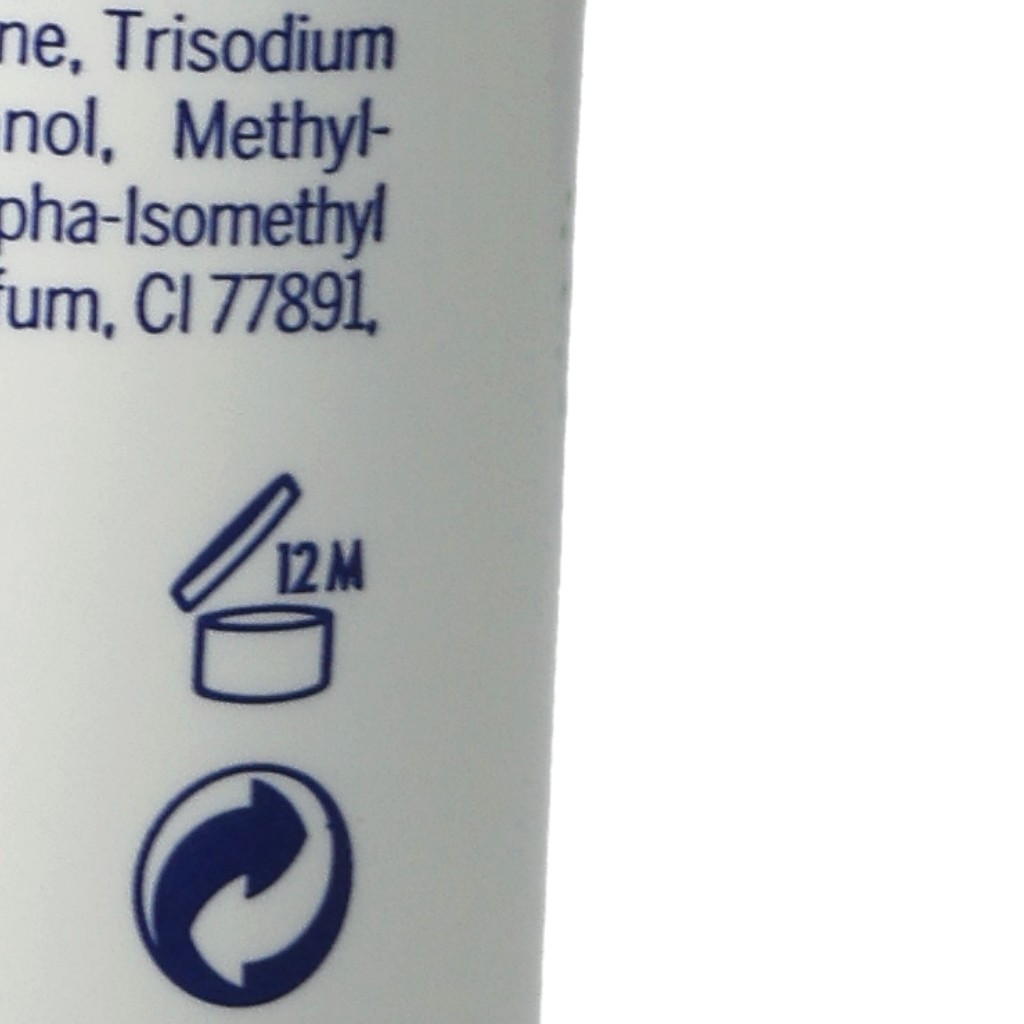 ne, Trisodium
nol, Methyl-
pha-Isomethyl
fum, CI 77891,
12 M